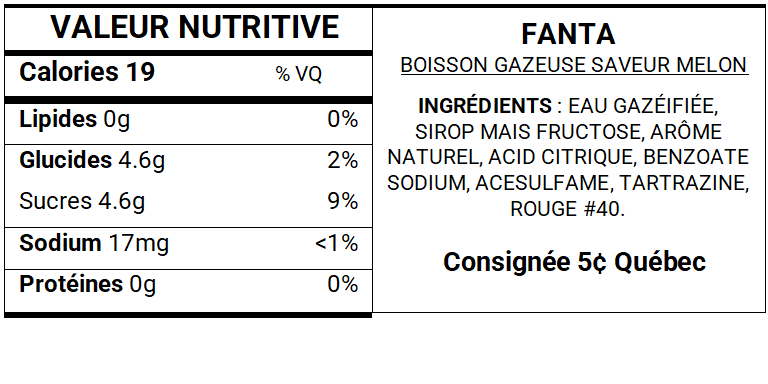 VALEUR NUTRITIVE
Calories 19 % VQ
Lipides 0g 0%
Glucides 4.6g 2%
Sucres 4.6g 9%
Sodium 17mg <1%
Protéines 0g 0%
FANTA
BOISSON GAZEUSE SAVEUR MELON
INGRÉDIENTS : EAU GAZÉIFIÉE,
SIROP MAIS FRUCTOSE, ARÔME
NATUREL, ACID CITRIQUE, BENZOATE
SODIUM, ACESULFAME, TARTRAZINE,
ROUGE #40.
Consignée 5¢ Québec